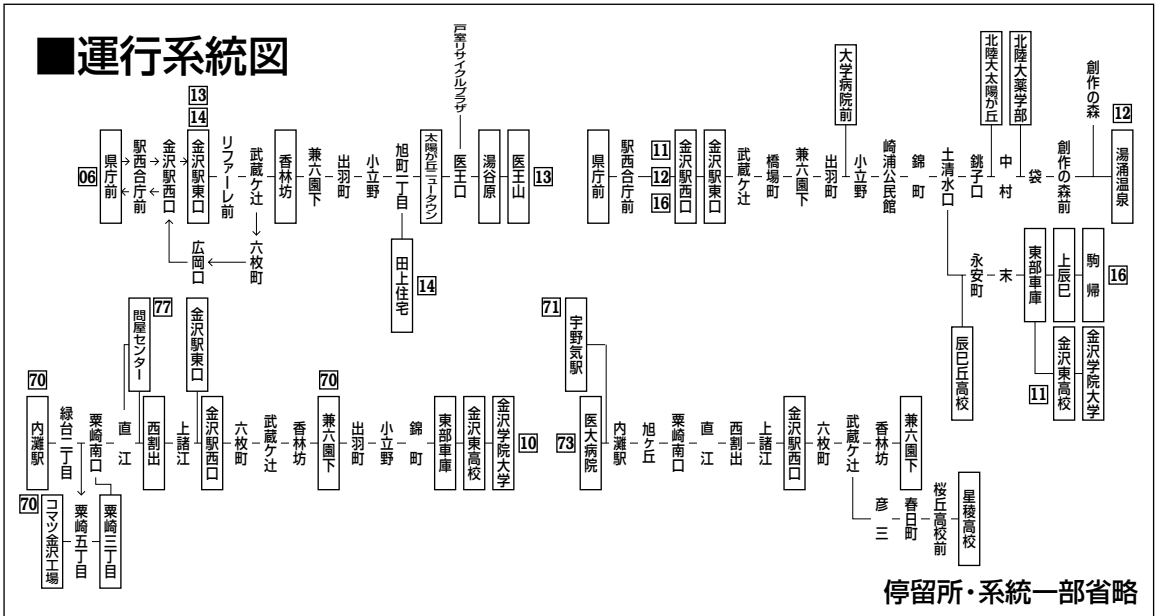 ■運行系統図
戸室リサイクルプラザ
13
14
06
県庁前
駅西合庁前
金沢駅西口
金沢駅東口
リファーレ前
武蔵ケ辻
香林坊
兼六園下
出羽町
小立野
旭町一丁目
太陽が丘ニュータウン
医王口
湯谷原
医王山
13
広岡口
六枚町
田上住宅
14
県庁前
駅西合庁前
11
12
16
金沢駅西口
金沢駅東口
武蔵ケ辻
橋場町
兼六園下
出羽町
大学病院前
小立野
崎浦公民館
錦町
土清水口
銚子口
北陸大太陽が丘
中村
北陸大薬学部
袋
創作の森前
創作の森
12
湯涌温泉
永安町
末
東部車庫
上辰巳
駒帰
16
辰巳丘高校
11
金沢東高校
金沢学院大学
77
問屋センター
金沢駅東口
70
内灘駅
緑台二丁目
粟崎南口
直江
西割出
上諸江
金沢駅西口
六枚町
武蔵ケ辻
香林坊
70
兼六園下
出羽町
小立野
錦町
東部車庫
金沢東高校
金沢学院大学
10
70
コマツ金沢工場
粟崎五丁目
粟崎三丁目
71
宇野気駅
73
医大病院
内灘駅
旭ヶ丘
粟崎南口
直江
西割出
上諸江
金沢駅西口
六枚町
武蔵ケ辻
香林坊
兼六園下
彦三
春日町
桜丘高校前
星稜高校
停留所・系統一部省略